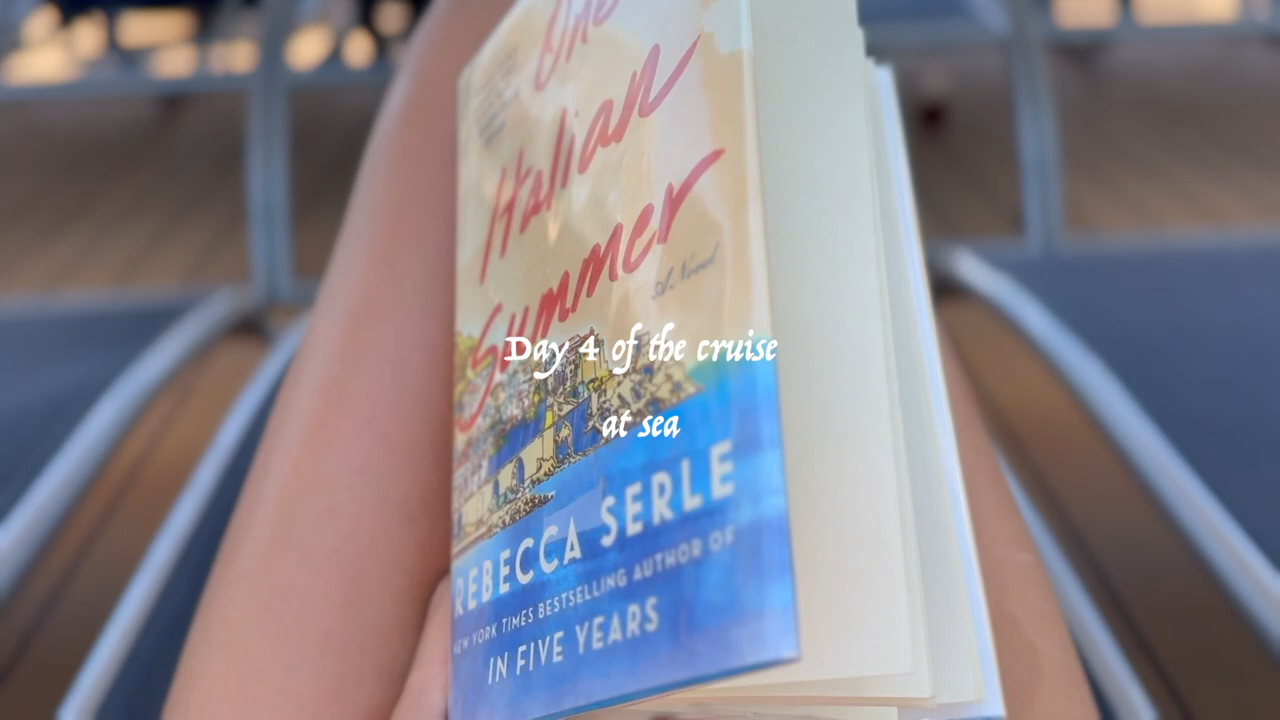 One
Italian
Summer
A Novel
Day 4 of the cruise
at sea
REBECCA SERLE
NEW YORK TIMES BESTSELLING AUTHOR OF
IN FIVE YEARS